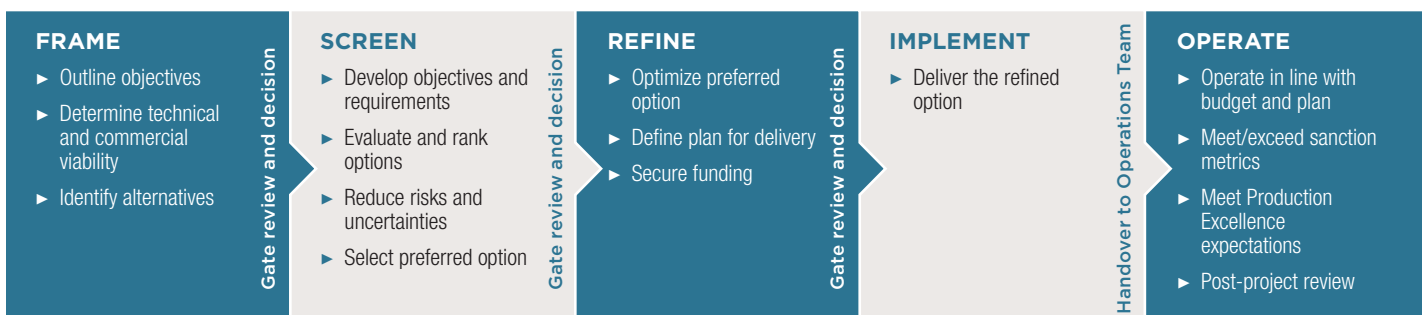 FRAME
► Outline objectives
► Determine technical
and commercial
viability
► Identify alternatives
Gate review and decision
SCREEN
► Develop objectives and
requirements
► Evaluate and rank
options
► Reduce risks and
uncertainties
► Select preferred option
Gate review and decision
REFINE
► Optimize preferred
option
► Define plan for delivery
► Secure funding
Gate review and decision
IMPLEMENT
► Deliver the refined
option
Handover to Operations Team
OPERATE
► Operate in line with
budget and plan
► Meet/exceed sanction
metrics
► Meet Production
Excellence
expectations
► Post-project review